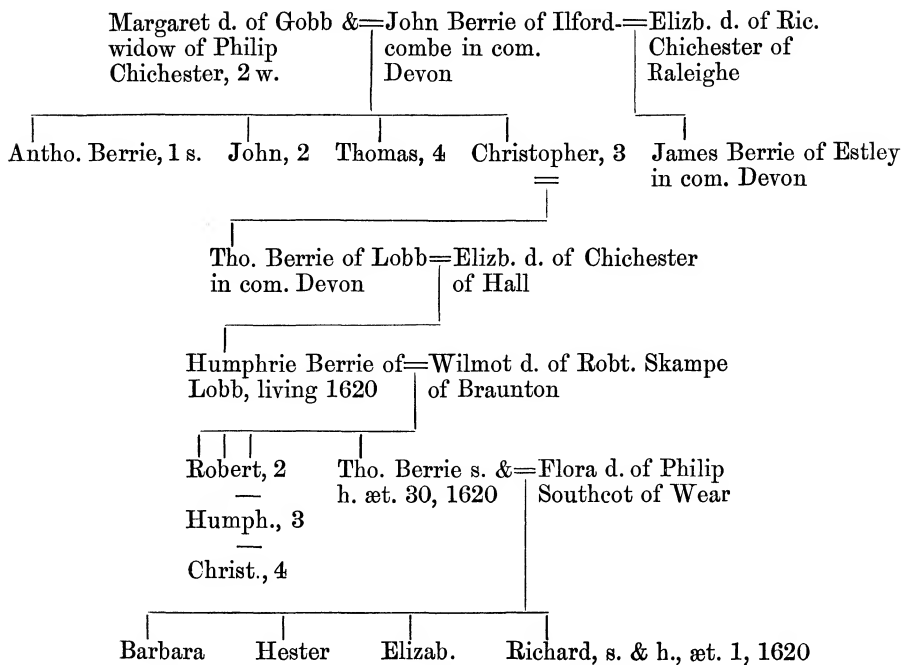 Margaret d. of Gobb &=John Berrie of Ilford-=Elizb. d. of Ric.
widow of Philip combe in com. Chichester of
Chichester, 2 w. Devon Raleighe
Antho. Berrie, 1 s. John, 2 Thomas, 4 Christopher, 3 James Berrie of Estley
= in com. Devon
Tho. Berrie of Lobb=Elizb. d. of Chichester
in com. Devon of Hall
Humphrie Berrie of=Wilmot d. of Robt. Skampe
Lobb, living 1620 of Braunton
Robert, 2 Tho. Berrie s. &=Flora d. of Philip
h. æt. 30, 1620 Southcot of Wear
Humph., 3
Christ., 4
Barbara Hester Elizab. Richard, s. & h., æt. 1, 1620